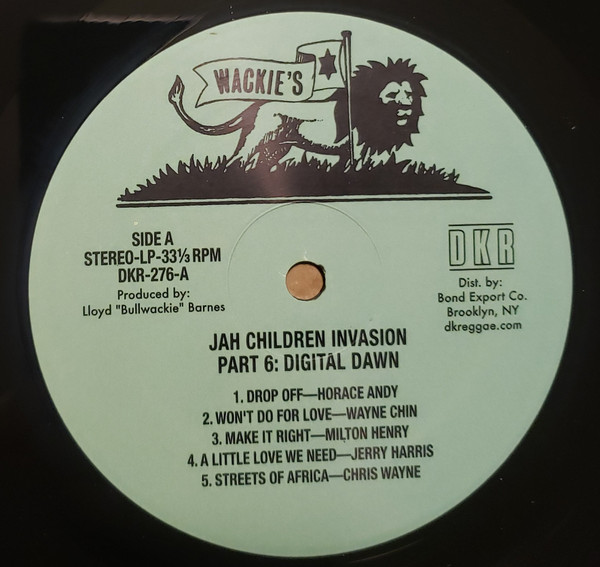 WACKIE'S
SIDE A
STEREO-LP-33⅓ RPM
DKR-276-A
Produced by:
Lloyd "Bullwackie" Barnes
DKR
Dist. by:
Bond Export Co.
Brooklyn, NY
dkreggae.com
JAH CHILDREN INVASION
PART 6: DIGITAL DAWN
1. DROP OFF—HORACE ANDY
2. WON'T DO FOR LOVE—WAYNE CHIN
3. MAKE IT RIGHT—MILTON HENRY
4. A LITTLE LOVE WE NEED—JERRY HARRIS
5. STREETS OF AFRICA—CHRIS WAYNE